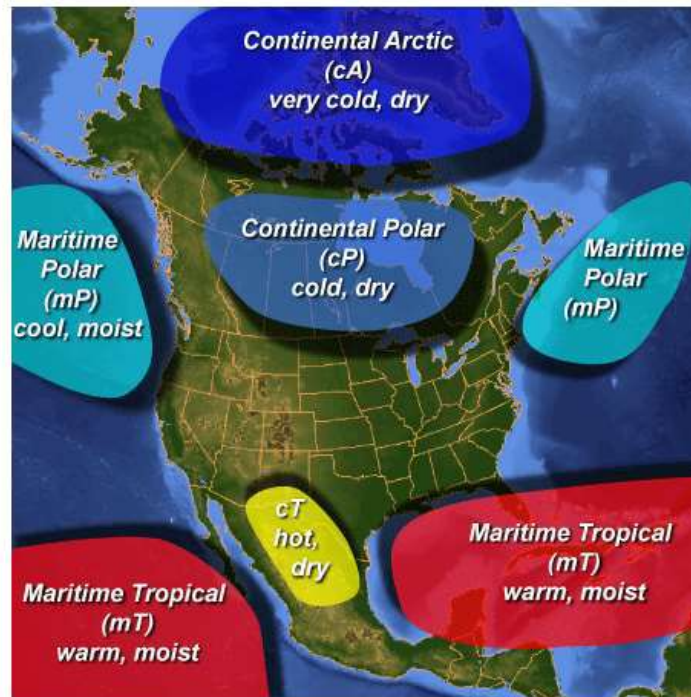 Continental Arctic
(cA)
very cold, dry
Continental Polar
(cP)
cold, dry
Maritime
Polar
(mP)
cool, moist
Maritime
Polar
(mP)
cT
hot,
dry
Maritime Tropical
(mT)
warm, moist
Maritime Tropical
(mT)
warm, moist